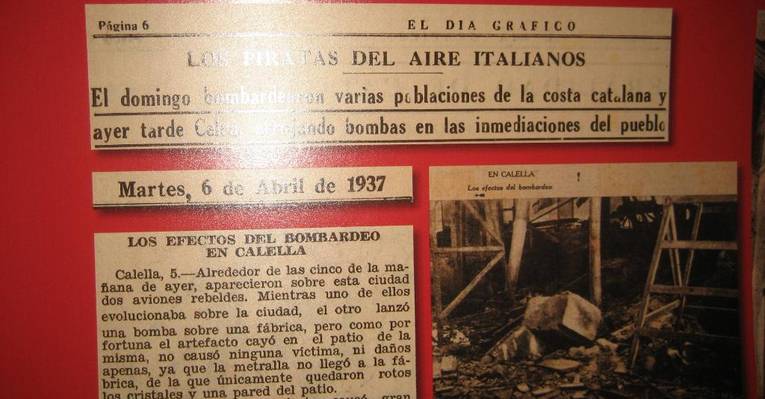 Página 6
EL DIA GRAFICO
LOS PIRATAS DEL AIRE ITALIANOS
El domingo bombardearon varias poblaciones de la costa catalana y
ayer tarde arrojando bombas en las inmediaciones del pueblo
Martes, 6 de Abril de 1937
LOS EFECTOS DEL BOMBARDEO
EN CALELLA
Calella, 5.—Alrededor de las cinco de la ma-
ñana de ayer, aparecieron sobre esta ciudad
dos aviones rebeldes. Mientras uno de ellos
evolucionaba sobre la ciudad, el otro lanzó
una bomba sobre una fábrica, pero como por
fortuna el artefacto cayó en el patio de la
misma, no causó ninguna víctima, ni daños
apenas, ya que la metralla no llegó a la fá-
brica, de la que únicamente quedaron rotos
los cristales y una pared del patio.
gran
EN CALELLA
Los efectos del bombardeo